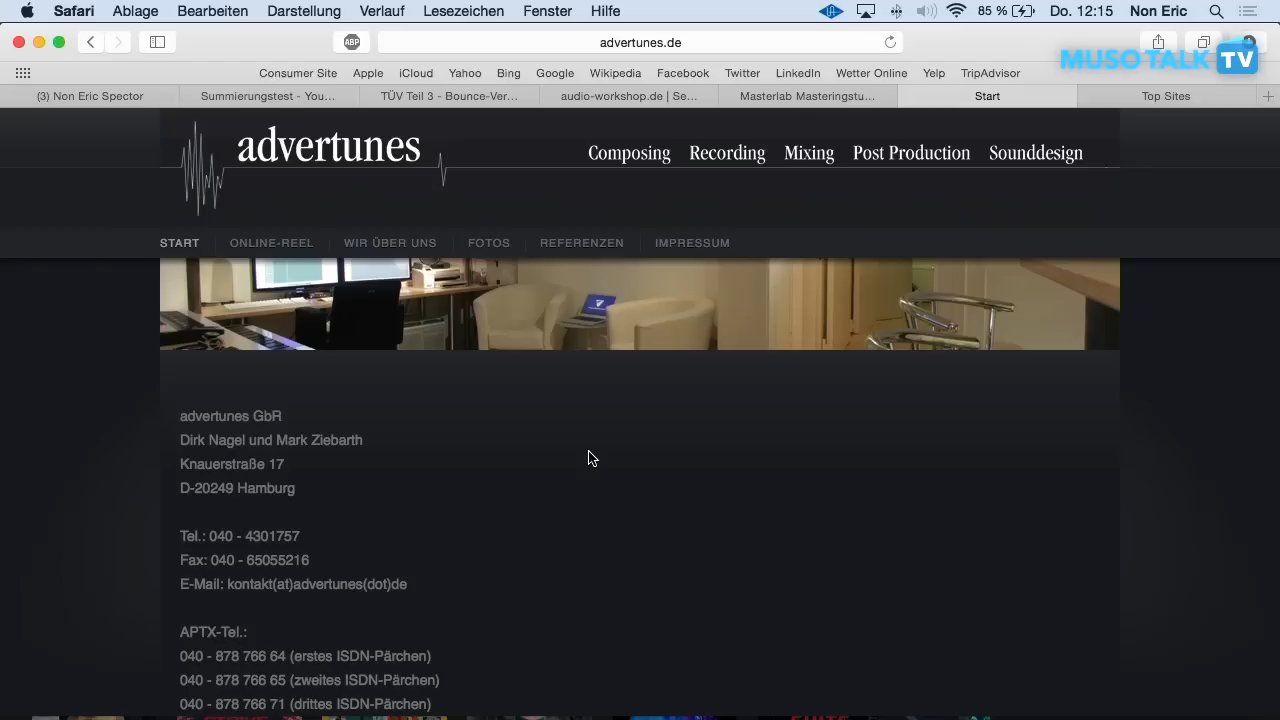 Safari Ablage Bearbeiten Darstellung Verlauf Lesezeichen Fenster Hilfe 85 % Do. 12:15 Non Eric
ABP advertunes.de
MUSOTALK TV
Consumer Site Apple iCloud Yahoo Bing Google Wikipedia Facebook Twitter LinkedIn Wetter Online Yelp TripAdvisor
(3) Non Eric Spector Summierungstest - You... TÜV Teil 3 - Bounce-Ver... audio-workshop.de | Se... Masterlab Masteringstu... Start Top Sites
advertunes Composing Recording Mixing Post Production Sounddesign
START ONLINE-REEL WIR ÜBER UNS FOTOS REFERENZEN IMPRESSUM
advertunes GbR
Dirk Nagel und Mark Ziebarth
Knauerstraße 17
D-20249 Hamburg
Tel.: 040 - 4301757
Fax: 040 - 65055216
E-Mail: kontakt(at)advertunes(dot)de
APTX-Tel.:
040 - 878 766 64 (erstes ISDN-Pärchen)
040 - 878 766 65 (zweites ISDN-Pärchen)
040 - 878 766 71 (drittes ISDN-Pärchen)